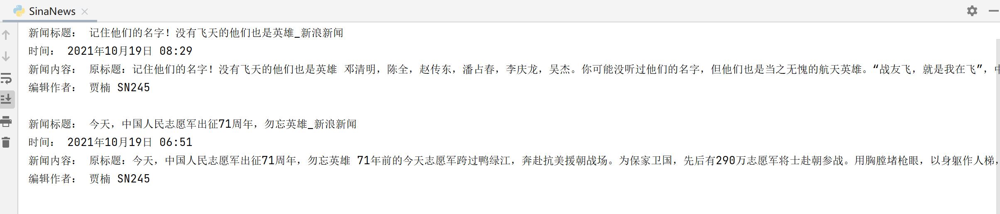 SinaNews
新闻标题： 记住他们的名字！没有飞天的他们也是英雄_新浪新闻
时间： 2021年10月19日 08:29
新闻内容： 原标题：记住他们的名字！没有飞天的他们也是英雄 邓清明，陈全，赵传东，潘占春，李庆龙，吴杰。你可能没听过他们的名字，但他们也是当之无愧的航天英雄。“战友飞，就是我在飞”，
编辑作者： 贾楠 SN245
新闻标题： 今天，中国人民志愿军出征71周年，勿忘英雄_新浪新闻
时间： 2021年10月19日 06:51
新闻内容： 原标题：今天，中国人民志愿军出征71周年，勿忘英雄 71年前的今天志愿军跨过鸭绿江，奔赴抗美援朝战场。为保家卫国，先后有290万志愿军将士赴朝参战。用胸膛堵枪眼，以身躯作人梯，
编辑作者： 贾楠 SN245